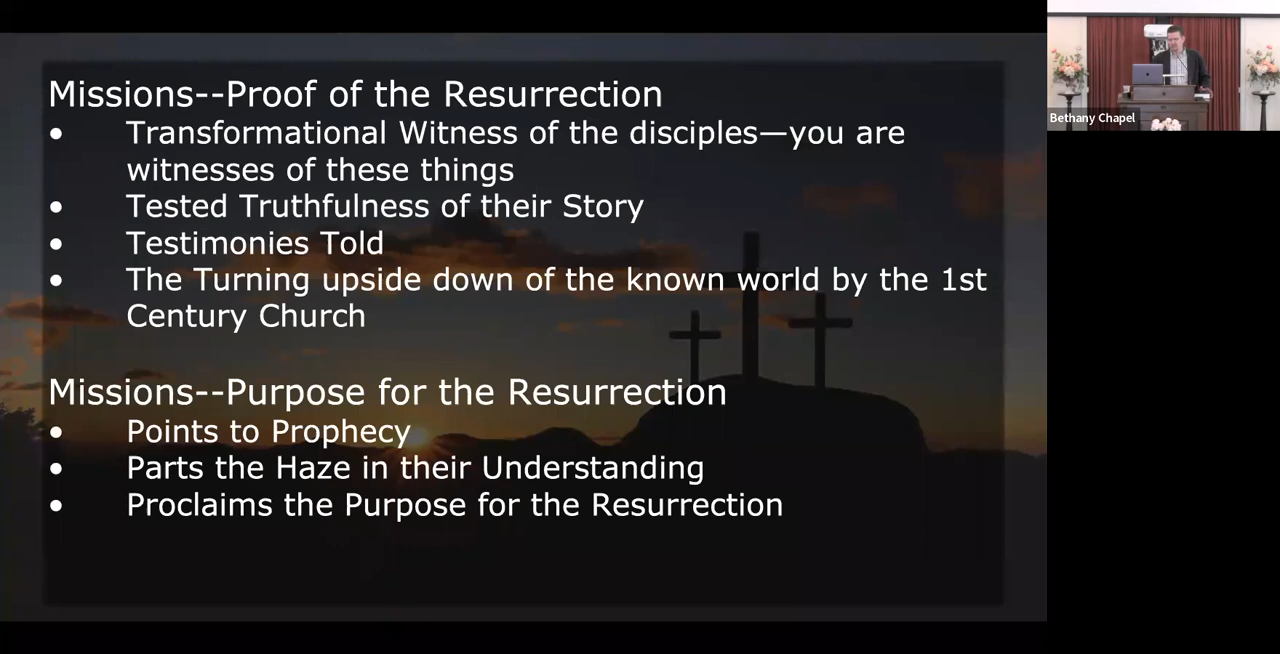 Missions--Proof of the Resurrection
• Transformational Witness of the disciples—you are
witnesses of these things
• Tested Truthfulness of their Story
• Testimonies Told
• The Turning upside down of the known world by the 1st
Century Church
Missions--Purpose for the Resurrection
• Points to Prophecy
• Parts the Haze in their Understanding
• Proclaims the Purpose for the Resurrection
Bethany Chapel